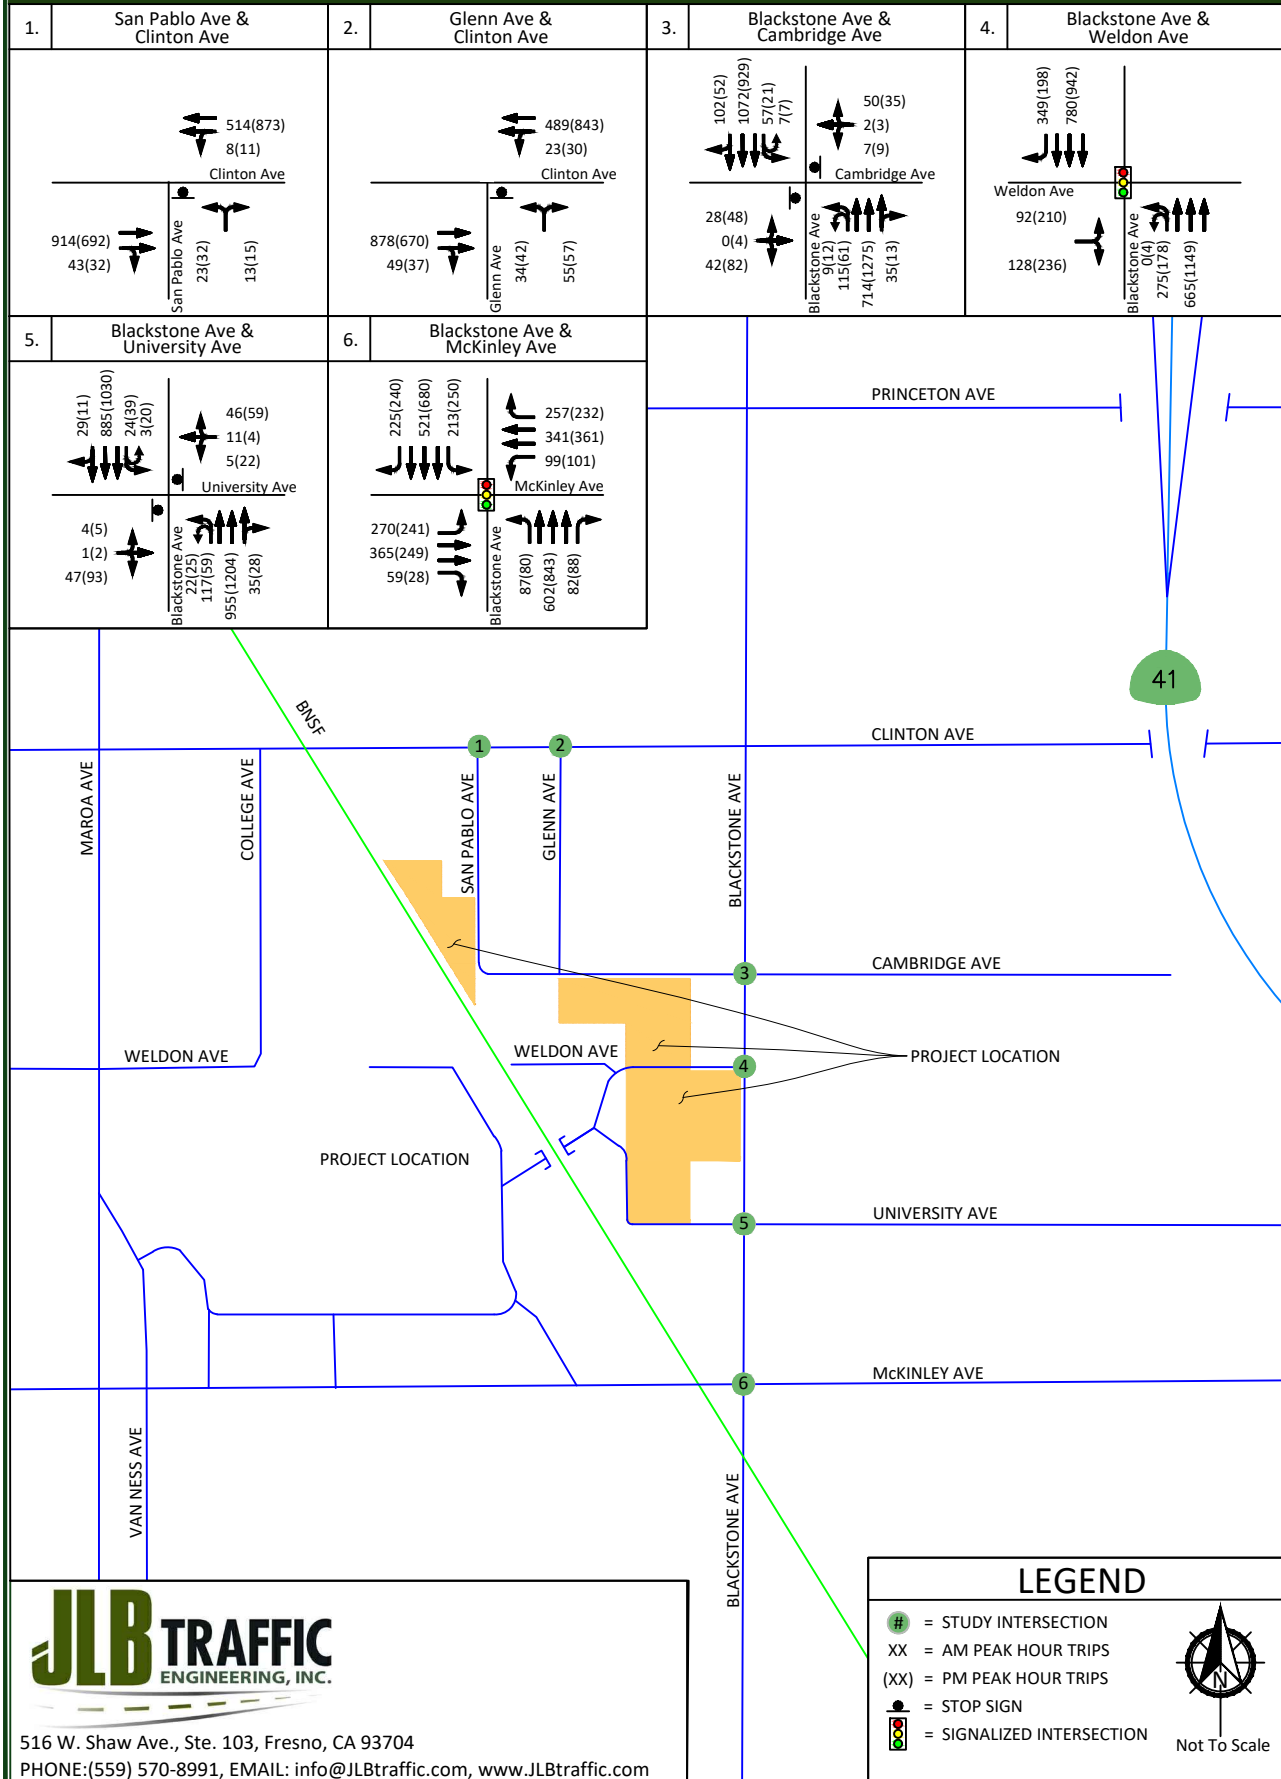 1.
San Pablo Ave &
Clinton Ave
514(873)
8(11)
Clinton Ave
914(692)
43(32)
San Pablo Ave
23(32)
13(15)
2.
Glenn Ave &
Clinton Ave
489(843)
23(30)
Clinton Ave
878(670)
49(37)
Glenn Ave
34(42)
55(57)
3.
Blackstone Ave &
Cambridge Ave
102(52)
1072(929)
57(21)
7(7)
50(35)
2(3)
7(9)
Cambridge Ave
28(48)
0(4)
42(82)
Blackstone Ave
9(12)
115(61)
714(1275)
35(13)
4.
Blackstone Ave &
Weldon Ave
349(198)
780(942)
Weldon Ave
92(210)
128(236)
Blackstone Ave
0(4)
275(178)
665(1149)
5.
Blackstone Ave &
University Ave
29(11)
885(1030)
24(39)
3(20)
46(59)
11(4)
5(22)
University Ave
4(5)
1(2)
47(93)
Blackstone Ave
22(25)
117(59)
955(1204)
35(28)
6.
Blackstone Ave &
McKinley Ave
225(240)
521(680)
213(250)
257(232)
341(361)
99(101)
McKinley Ave
270(241)
365(249)
59(28)
Blackstone Ave
87(80)
602(843)
82(88)
PRINCETON AVE
41
BNSF
CLINTON AVE
1
2
MAROA AVE
COLLEGE AVE
SAN PABLO AVE
GLENN AVE
BLACKSTONE AVE
CAMBRIDGE AVE
3
WELDON AVE
WELDON AVE
4
PROJECT LOCATION
PROJECT LOCATION
UNIVERSITY AVE
5
McKINLEY AVE
6
VAN NESS AVE
BLACKSTONE AVE
JLB TRAFFIC
ENGINEERING, INC.
516 W. Shaw Ave., Ste. 103, Fresno, CA 93704
PHONE:(559) 570-8991, EMAIL: info@JLBtraffic.com, www.JLBtraffic.com
LEGEND
# = STUDY INTERSECTION
XX = AM PEAK HOUR TRIPS
(XX) = PM PEAK HOUR TRIPS
= STOP SIGN
= SIGNALIZED INTERSECTION
N
Not To Scale